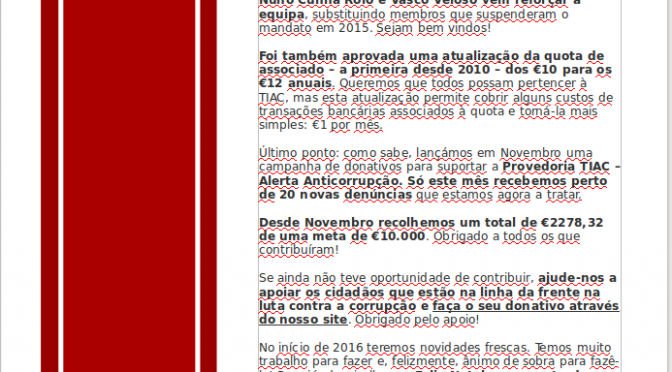 Nuno Cunha Rolo e Vasco Veloso vêm reforçar a
equipa, substituindo membros que suspenderam o
mandato em 2015. Sejam bem vindos!
Foi também aprovada uma atualização da quota de
associado – a primeira desde 2010 – dos €10 para os
€12 anuais. Queremos que todos possam pertencer à
TIAC, mas esta atualização permite cobrir alguns custos de
transações bancárias associados à quota e torná-la mais
simples: €1 por mês.
Último ponto: como sabe, lançámos em Novembro uma
campanha de donativos para suportar a Provedoria TIAC –
Alerta Anticorrupção. Só este mês recebemos perto
de 20 novas denúncias que estamos agora a tratar.
Desde Novembro recolhemos um total de €2278,32
de uma meta de €10.000. Obrigado a todos os que
contribuíram!
Se ainda não teve oportunidade de contribuir, ajude-nos a
apoiar os cidadãos que estão na linha da frente na
luta contra a corrupção e faça o seu donativo através
do nosso site. Obrigado pelo apoio!
No início de 2016 teremos novidades frescas. Temos muito
trabalho para fazer e, felizmente, ânimo de sobra para fazê-